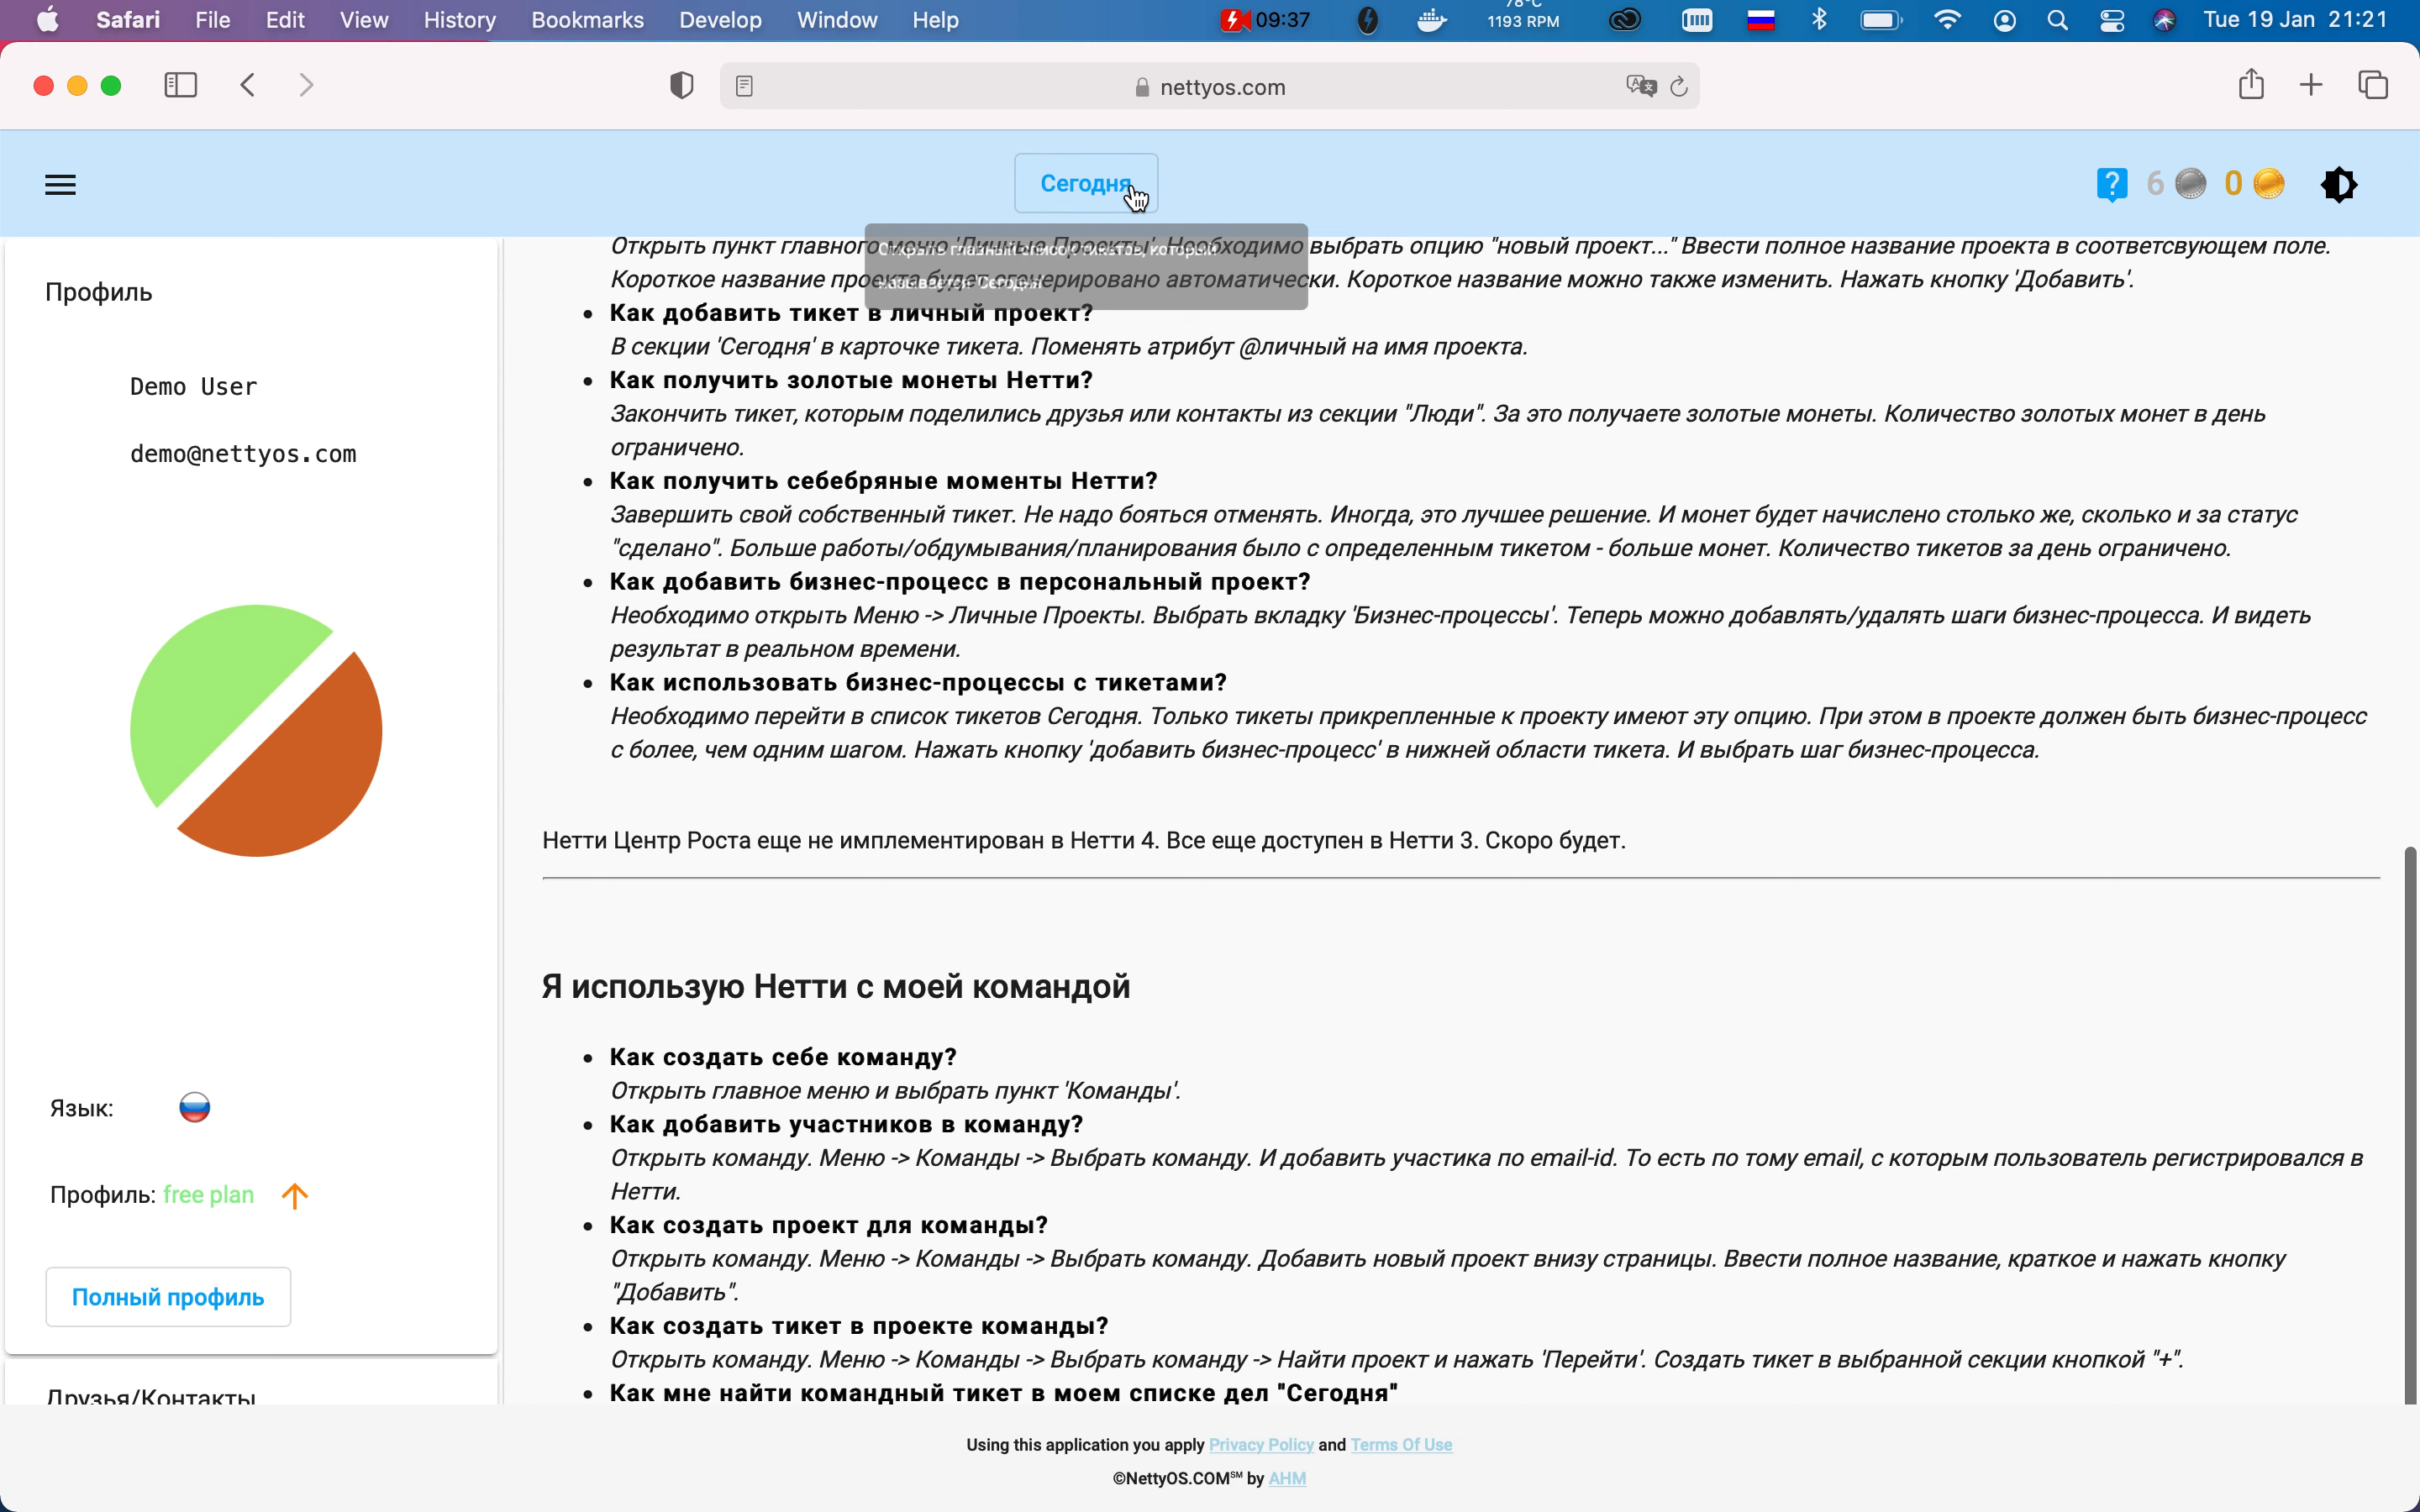 Safari File Edit View History Bookmarks Develop Window Help 09:37 1193 RPM Tue 19 Jan 21:21
nettyos.com
Сегодня
6 0
Открыть главный список тикетов, который
называется 'Сегодня'
Профиль
Demo User
demo@nettyos.com
Язык:
Профиль: free plan
Полный профиль
Друзья/Контакты
Открыть пункт главного меню 'Личные Проекты'. Необходимо выбрать опцию "новый проект..." Ввести полное название проекта в соответсвующем поле.
Короткое название проекта будет сгенерировано автоматически. Короткое название можно также изменить. Нажать кнопку 'Добавить'.
• Как добавить тикет в личный проект?
В секции 'Сегодня' в карточке тикета. Поменять атрибут @личный на имя проекта.
• Как получить золотые монеты Нетти?
Закончить тикет, которым поделились друзья или контакты из секции "Люди". За это получаете золотые монеты. Количество золотых монет в день
ограничено.
• Как получить себебряные моменты Нетти?
Завершить свой собственный тикет. Не надо бояться отменять. Иногда, это лучшее решение. И монет будет начислено столько же, сколько и за статус
"сделано". Больше работы/обдумывания/планирования было с определенным тикетом - больше монет. Количество тикетов за день ограничено.
• Как добавить бизнес-процесс в персональный проект?
Необходимо открыть Меню -> Личные Проекты. Выбрать вкладку 'Бизнес-процессы'. Теперь можно добавлять/удалять шаги бизнес-процесса. И видеть
результат в реальном времени.
• Как использовать бизнес-процессы с тикетами?
Необходимо перейти в список тикетов Сегодня. Только тикеты прикрепленные к проекту имеют эту опцию. При этом в проекте должен быть бизнес-процесс
с более, чем одним шагом. Нажать кнопку 'добавить бизнес-процесс' в нижней области тикета. И выбрать шаг бизнес-процесса.
Нетти Центр Роста еще не имплементирован в Нетти 4. Все еще доступен в Нетти 3. Скоро будет.
Я использую Нетти с моей командой
• Как создать себе команду?
Открыть главное меню и выбрать пункт 'Команды'.
• Как добавить участников в команду?
Открыть команду. Меню -> Команды -> Выбрать команду. И добавить участика по email-id. То есть по тому email, с которым пользователь регистрировался в
Нетти.
• Как создать проект для команды?
Открыть команду. Меню -> Команды -> Выбрать команду. Добавить новый проект внизу страницы. Ввести полное название, краткое и нажать кнопку
"Добавить".
• Как создать тикет в проекте команды?
Открыть команду. Меню -> Команды -> Выбрать команду -> Найти проект и нажать 'Перейти'. Создать тикет в выбранной секции кнопкой "+".
• Как мне найти командный тикет в моем списке дел "Сегодня"
Using this application you apply Privacy Policy and Terms Of Use
©NettyOS.COM℠ by AHM